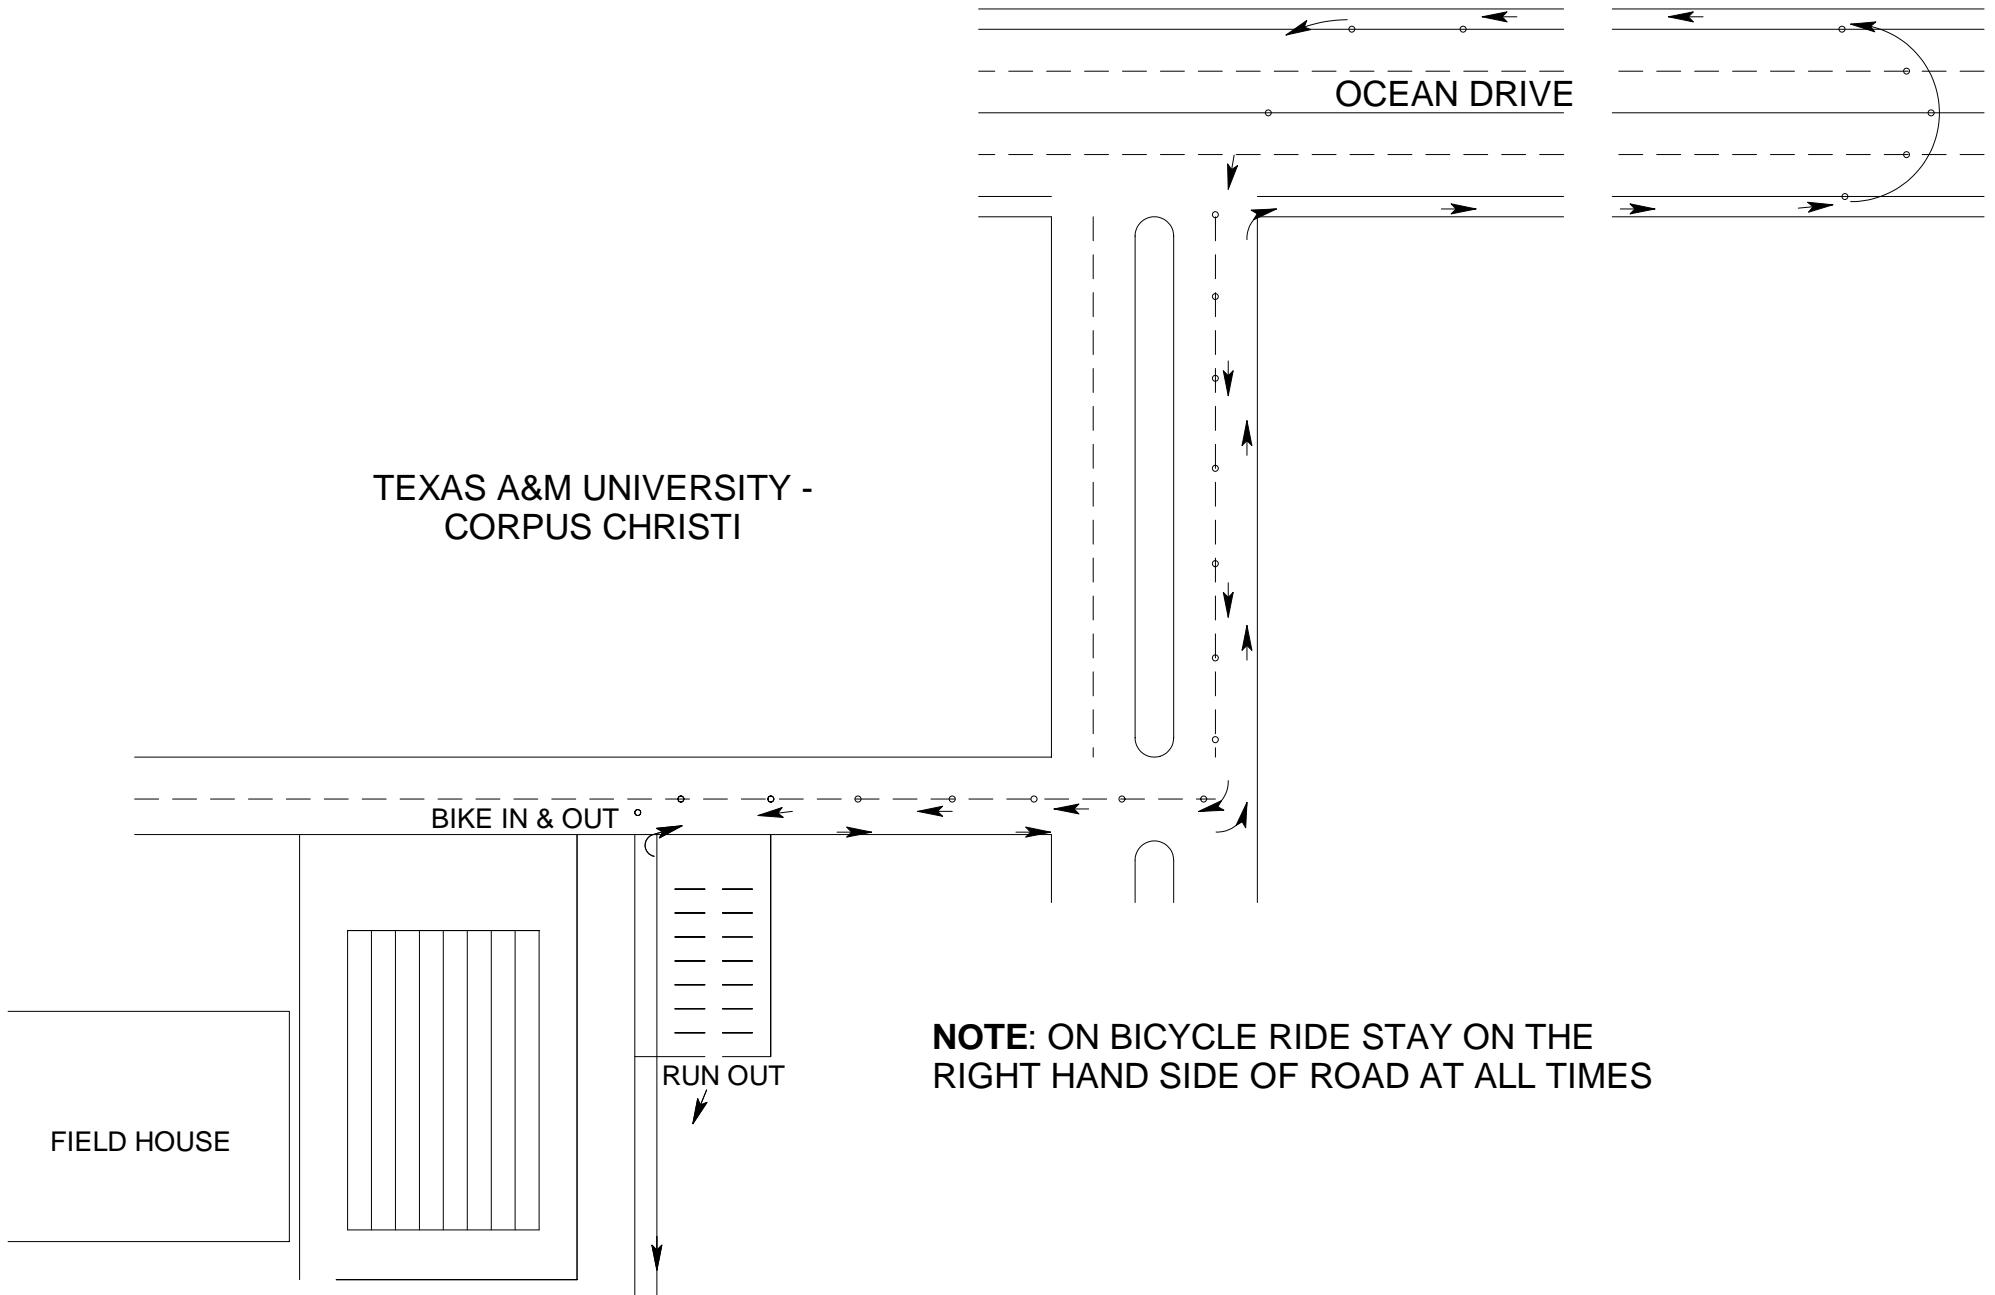 OCEAN DRIVE
TEXAS A&M UNIVERSITY -
CORPUS CHRISTI
BIKE IN & OUT
RUN OUT
NOTE: ON BICYCLE RIDE STAY ON THE
RIGHT HAND SIDE OF ROAD AT ALL TIMES
FIELD HOUSE